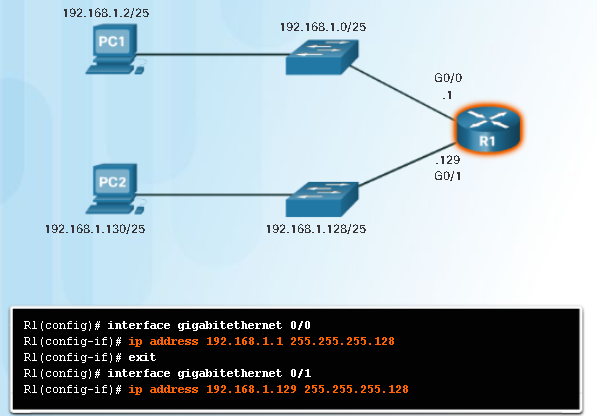 192.168.1.2/25
192.168.1.0/25
PC1
G0/0
.1
R1
.129
G0/1
PC2
192.168.1.130/25
192.168.1.128/25
R1(config)# interface gigabitethernet 0/0
R1(config-if)# ip address 192.168.1.1 255.255.255.128
R1(config-if)# exit
R1(config)# interface gigabitethernet 0/1
R1(config-if)# ip address 192.168.1.129 255.255.255.128